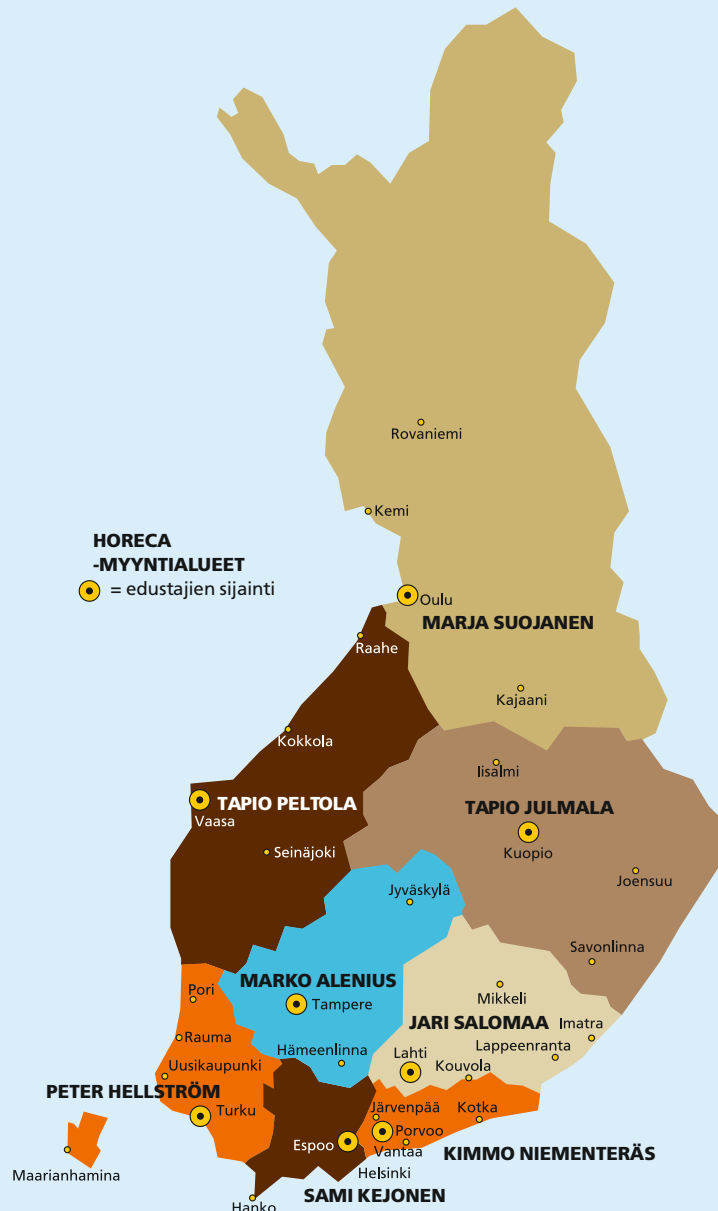 Rovaniemi
Kemi
HORECA
-MYYNTIALUEET
= edustajien sijainti
Oulu
MARJA SUOJANEN
Raahe
Kajaani
Kokkola
Iisalmi
TAPIO PELTOLA
Vaasa
TAPIO JULMALA
Kuopio
Seinäjoki
Joensuu
Jyväskylä
Savonlinna
MARKO ALENIUS
Tampere
Pori
Mikkeli
JARI SALOMAA
Imatra
Rauma
Hämeenlinna
Lahti
Lappeenranta
Kouvola
Uusikaupunki
PETER HELLSTRÖM
Turku
Järvenpää
Kotka
Porvoo
Espoo
Vantaa
KIMMO NIEMENTERÄS
Maarianhamina
Helsinki
SAMI KEJONEN
Hanko